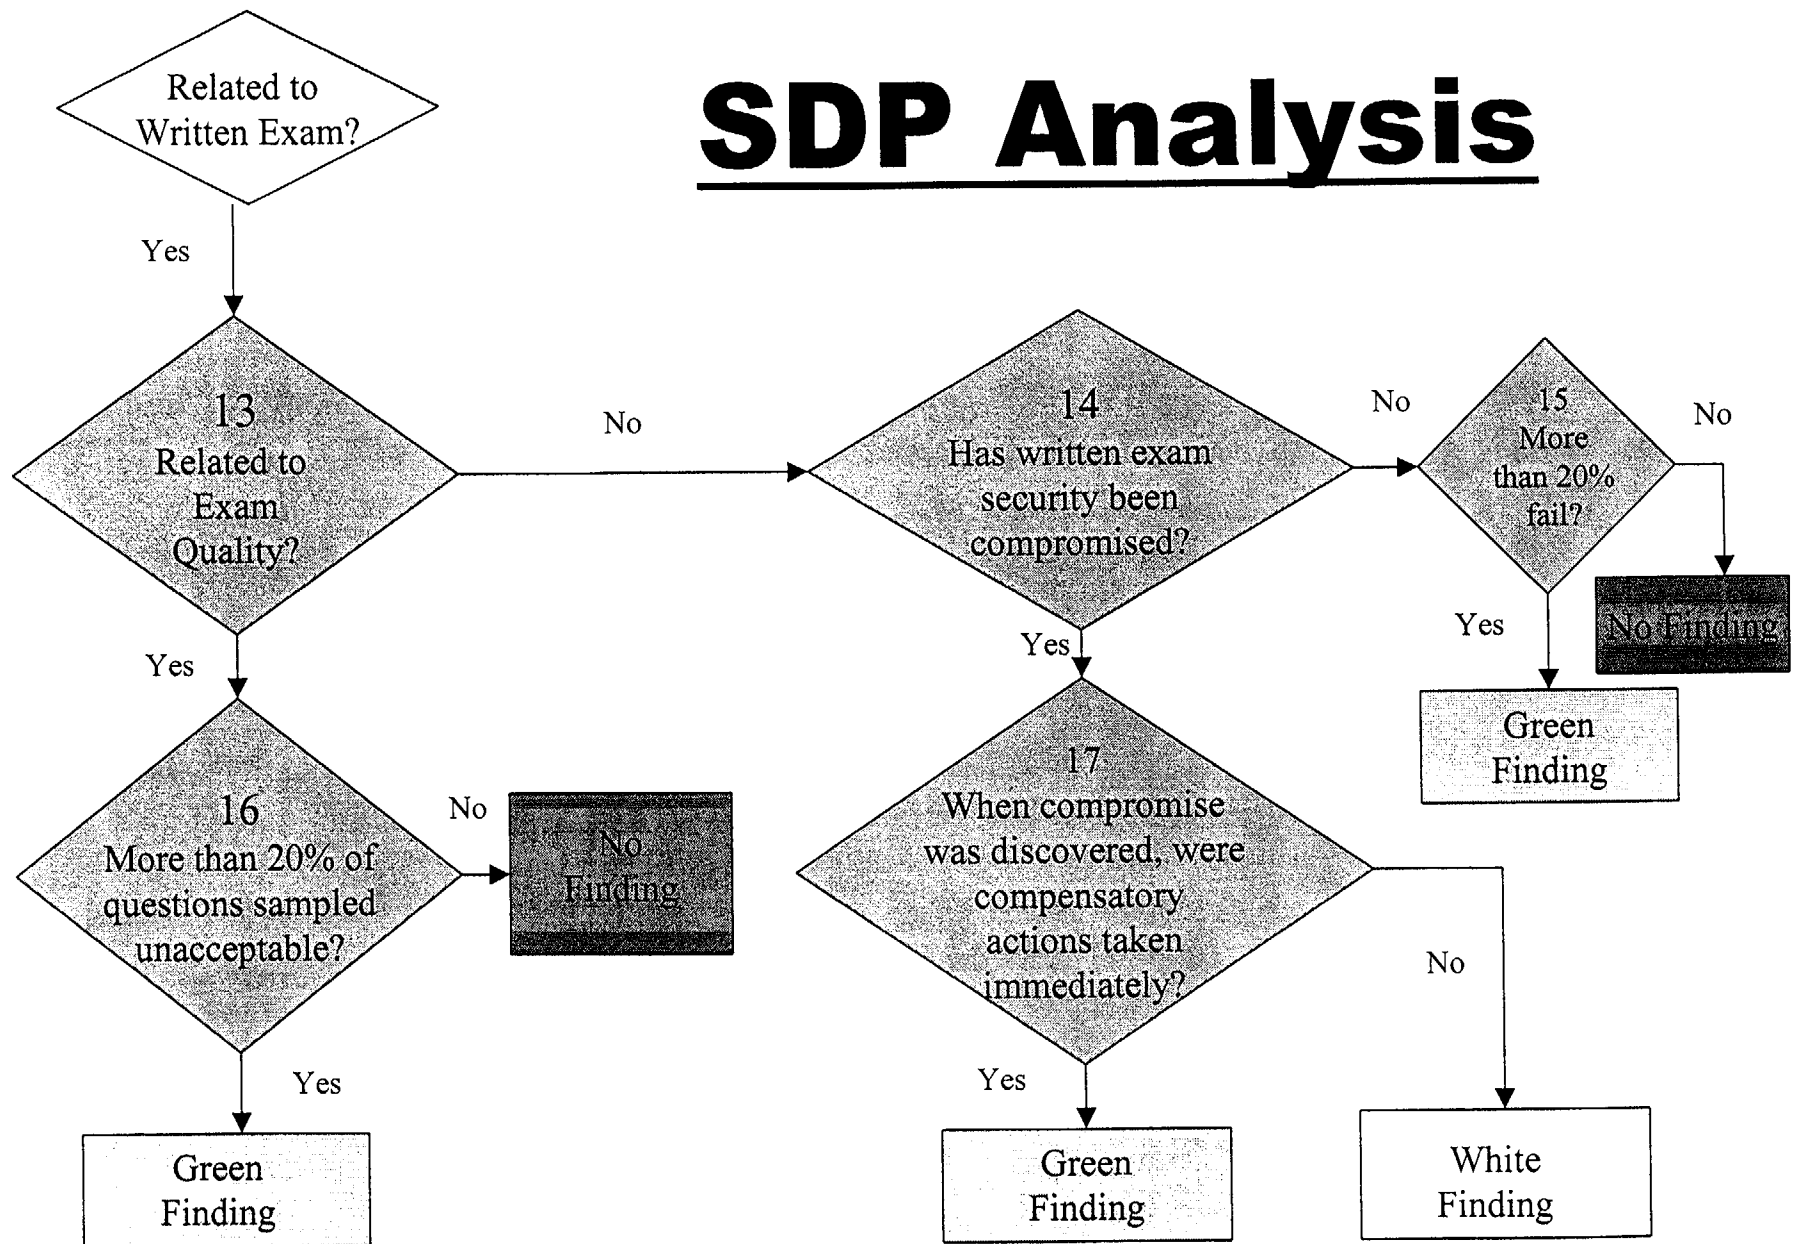 Related to
Written Exam?
SDP Analysis
Yes
13
Related to
Exam
Quality?
No
14
Has written exam
security been
compromised?
No
15
More
than 20%
fail?
No
No Finding
Yes
Green
Finding
Yes
16
More than 20% of
questions sampled
unacceptable?
No
No
Finding
Yes
Green
Finding
Yes
17
When compromise
was discovered, were
compensatory
actions taken
immediately?
No
Yes
Green
Finding
White
Finding